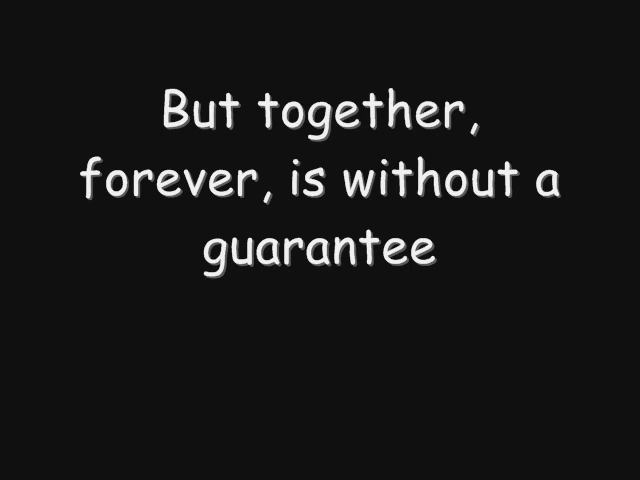 But together,
forever, is without a
guarantee